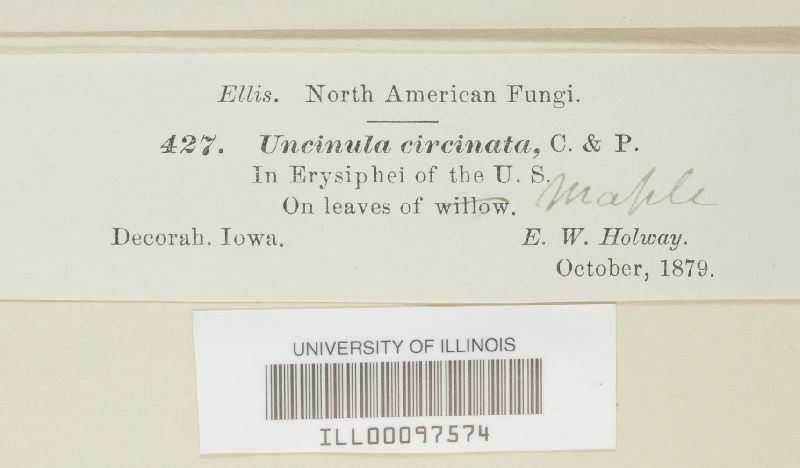 Ellis. North American Fungi.
427. Uncinula circinata, C. & P.
In Erysiphei of the U. S.
On leaves of willow. Maple
Decorah. Iowa. E. W. Holway.
October, 1879.
UNIVERSITY OF ILLINOIS
ILL00097574